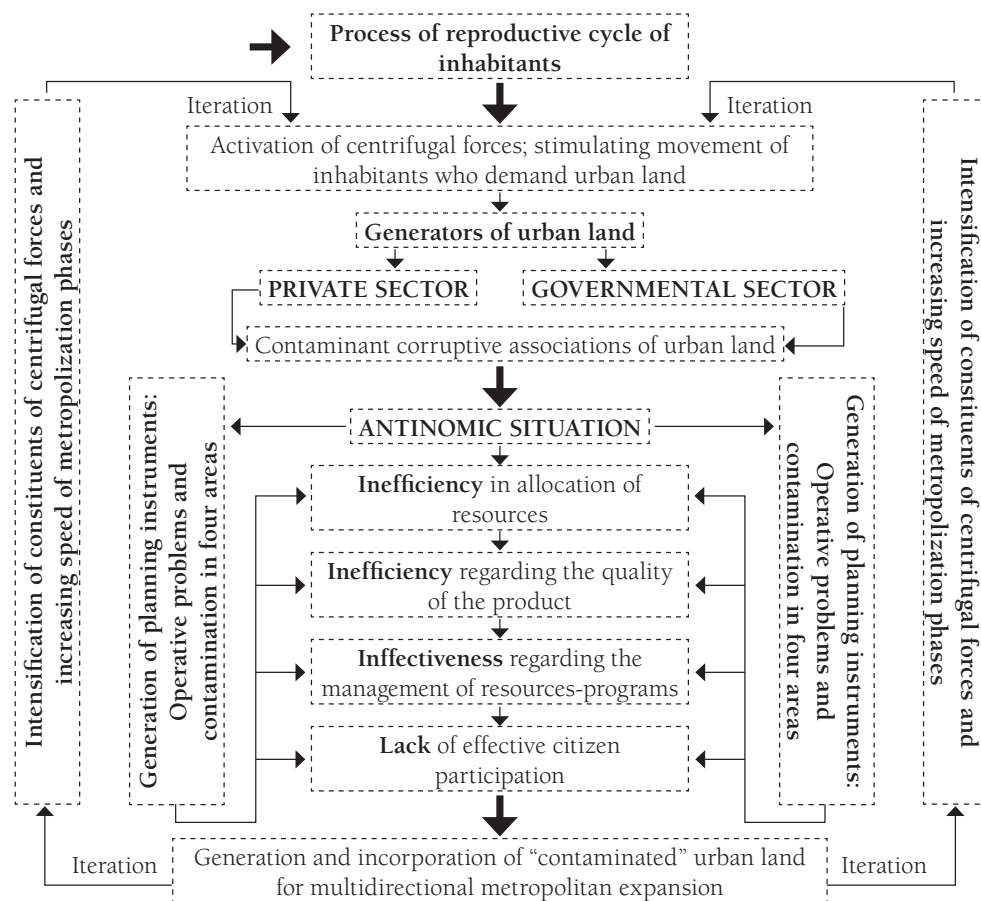 Process of reproductive cycle of
inhabitants
Iteration
Iteration
Activation of centrifugal forces; stimulating movement of
inhabitants who demand urban land
Generators of urban land
PRIVATE SECTOR
GOVERNMENTAL SECTOR
Contaminant corruptive associations of urban land
ANTINOMIC SITUATION
Inefficiency in allocation of
resources
Inefficiency regarding the quality
of the product
Inffectiveness regarding the
management of resources-programs
Lack of effective citizen
participation
Generation of planning instruments:
Operative problems and
contamination in four areas
Generation of planning instruments:
Operative problems and
contamination in four areas
Intensification of constituents of centrifugal forces and
increasing speed of metropolization phases
Intensification of constituents of centrifugal forces and
increasing speed of metropolization phases
Iteration
Generation and incorporation of “contaminated” urban land
for multidirectional metropolitan expansion
Iteration